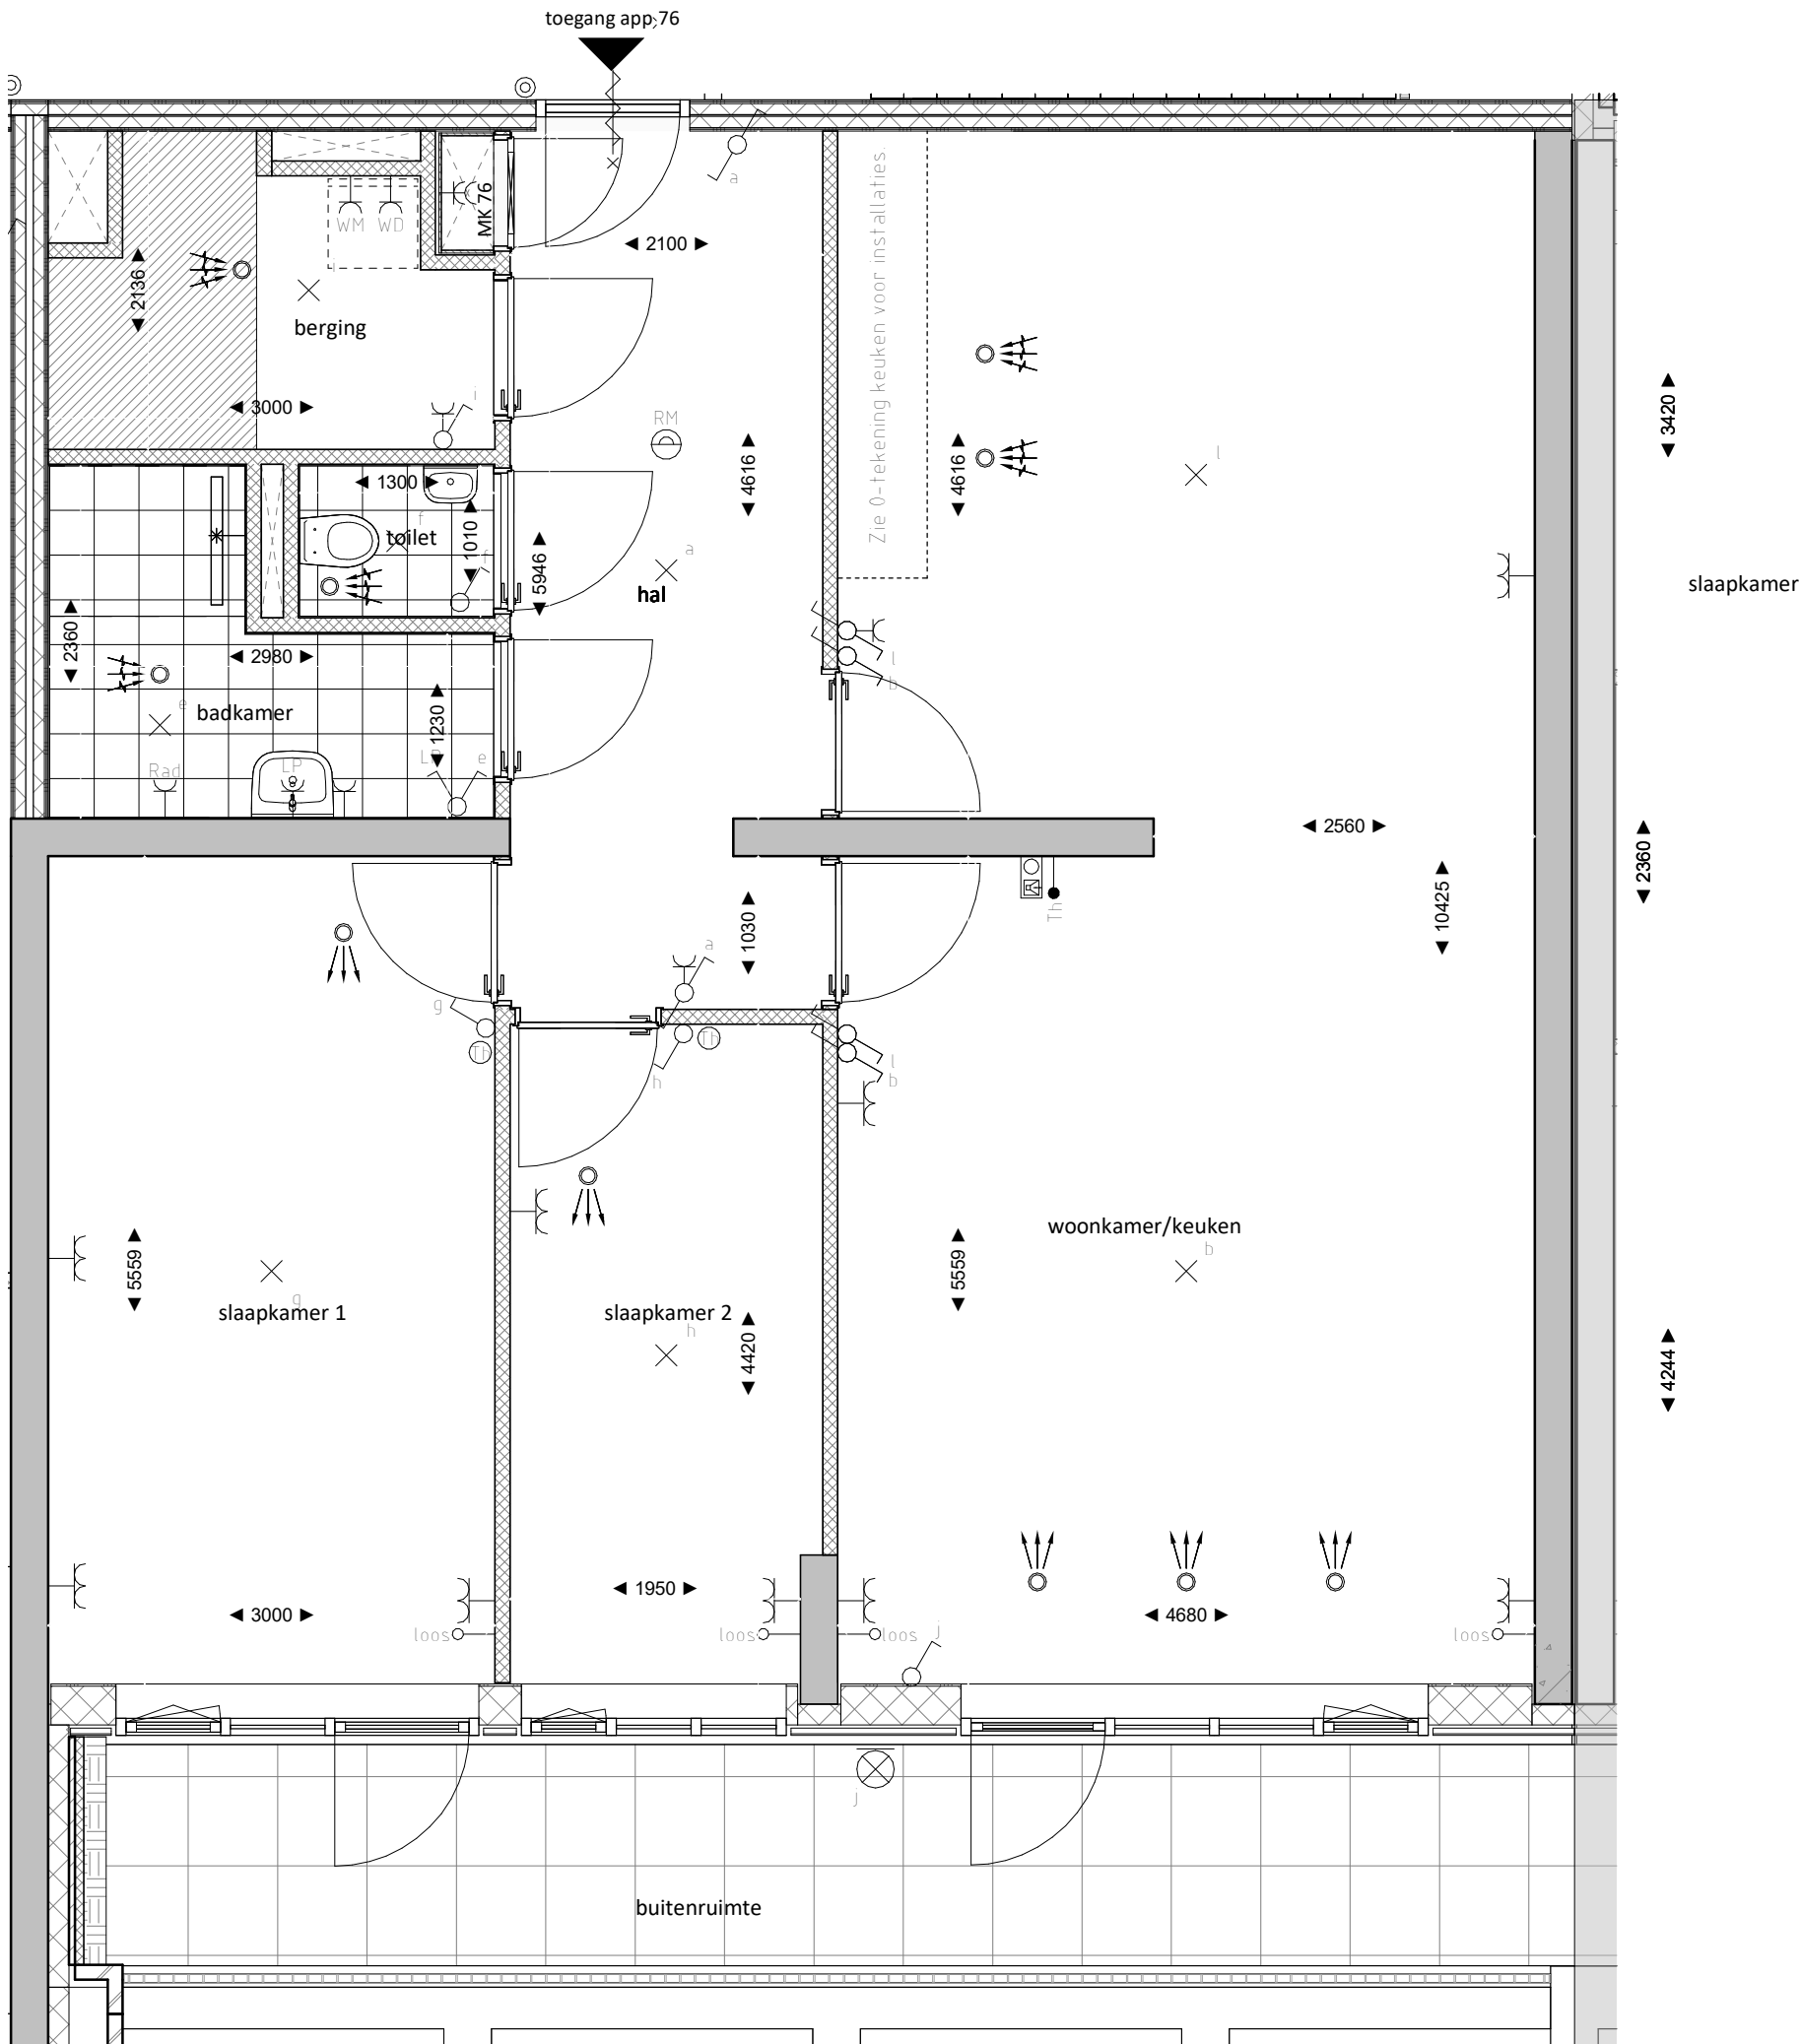 toegang app.76
a
MK 76
WM WD
◄ 2100 ►
Zie 0-tekening keuken voor installaties.
2136
berging
◄ 3000 ►
i
RM
4616
4616
l
3420
◄ 1300 ►
f
toilet
1010
f
5946
a
hal
slaapkamer
2360
◄ 2980 ►
l
b
e
badkamer
1230
Rad
LP
LP
e
◄ 2560 ►
2360
10425
Th
1030
a
g
Th
Th
h
l
b
5559
g
slaapkamer 1
slaapkamer 2
h
4420
woonkamer/keuken
b
5559
4244
◄ 3000 ►
◄ 1950 ►
◄ 4680 ►
loos
loos
loos
j
loos
j
buitenruimte